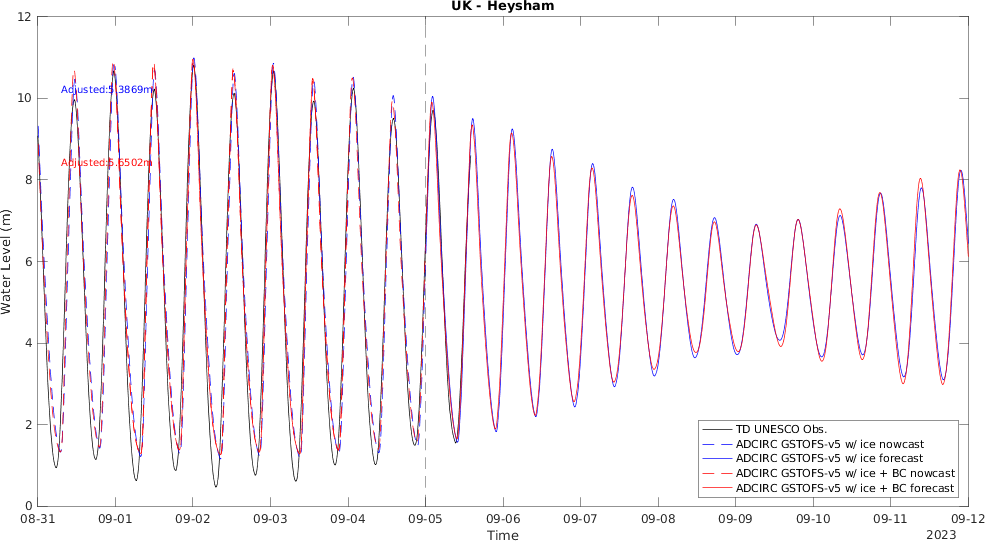 UK - Heysham
12
10
8
6
4
2
0
Water Level (m)
Adjusted:5.3869m
Adjusted:5.6502m
TD UNESCO Obs.
ADCIRC GSTOFS-v5 w/ ice nowcast
ADCIRC GSTOFS-v5 w/ ice forecast
ADCIRC GSTOFS-v5 w/ ice + BC nowcast
ADCIRC GSTOFS-v5 w/ ice + BC forecast
08-31 09-01 09-02 09-03 09-04 09-05 09-06 09-07 09-08 09-09 09-10 09-11 09-12
Time
2023